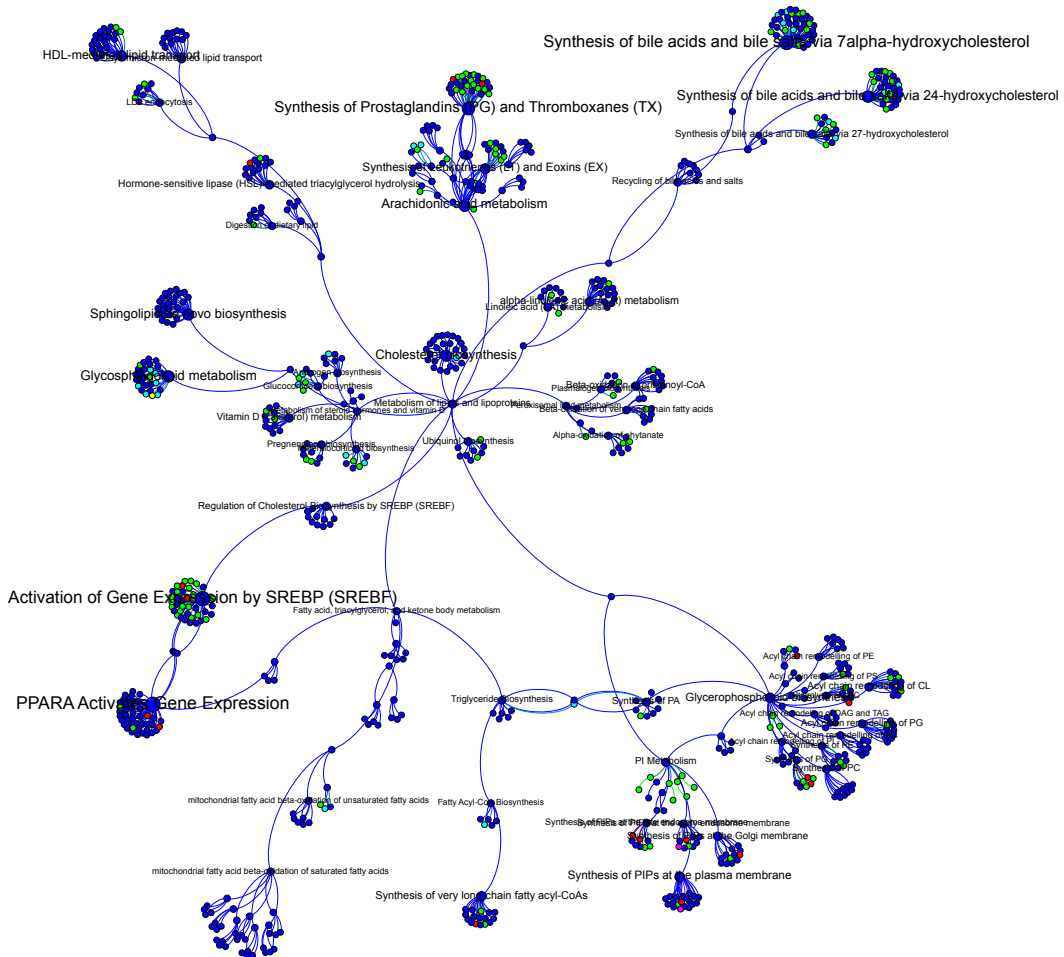 HDL-mediated lipid transport
Chylomicron-mediated lipid transport
Synthesis of bile acids and bile salts via 7alpha-hydroxycholesterol
LDL endocytosis
Synthesis of Prostaglandins (PG) and Thromboxanes (TX)
Synthesis of bile acids and bile salts via 24-hydroxycholesterol
Synthesis of bile acids and bile salts via 27-hydroxycholesterol
Synthesis of Leukotrienes (LT) and Eoxins (EX)
Hormone-sensitive lipase (HSL)-mediated triacylglycerol hydrolysis
Recycling of bile acids and salts
Arachidonic acid metabolism
Digestion of dietary lipid
alpha-linolenic acid (ALA) metabolism
Linoleic acid (LA) metabolism
Sphingolipid de novo biosynthesis
Cholesterol biosynthesis
Glycosphingolipid metabolism
Androgen biosynthesis
Glucocorticoid biosynthesis
Beta-oxidation of pristanoyl-CoA
Plasmalogen biosynthesis
Metabolism of lipids and lipoproteins
Peroxisomal lipid metabolism
Beta-oxidation of very long chain fatty acids
Metabolism of steroid hormones and vitamin D
Vitamin D (calciferol) metabolism
Alpha-oxidation of phytanate
Ubiquinol biosynthesis
Pregnenolone biosynthesis
Mineralocorticoid biosynthesis
Regulation of Cholesterol Biosynthesis by SREBP (SREBF)
Activation of Gene Expression by SREBP (SREBF)
Fatty acid, triacylglycerol, and ketone body metabolism
Acyl chain remodelling of PE
Acyl chain remodelling of PS
Acyl chain remodelling of CL
PPARA Activates Gene Expression
Triglyceride Biosynthesis
Synthesis of PA
Glycerophospholipid biosynthesis
Acyl chain remodeling of DAG and TAG
Acyl chain remodelling of PG
Acyl chain remodelling of
Acyl chain remodelling of PI
Synthesis of PE
Synthesis of PG
Synthesis of PC
PI Metabolism
mitochondrial fatty acid beta-oxidation of unsaturated fatty acids
Fatty Acyl-CoA Biosynthesis
Synthesis of PIPs at the late endosome membrane
Synthesis of PIPs at the early endosome membrane
Synthesis of PIPs at the Golgi membrane
mitochondrial fatty acid beta-oxidation of saturated fatty acids
Synthesis of PIPs at the plasma membrane
Synthesis of very long-chain fatty acyl-CoAs